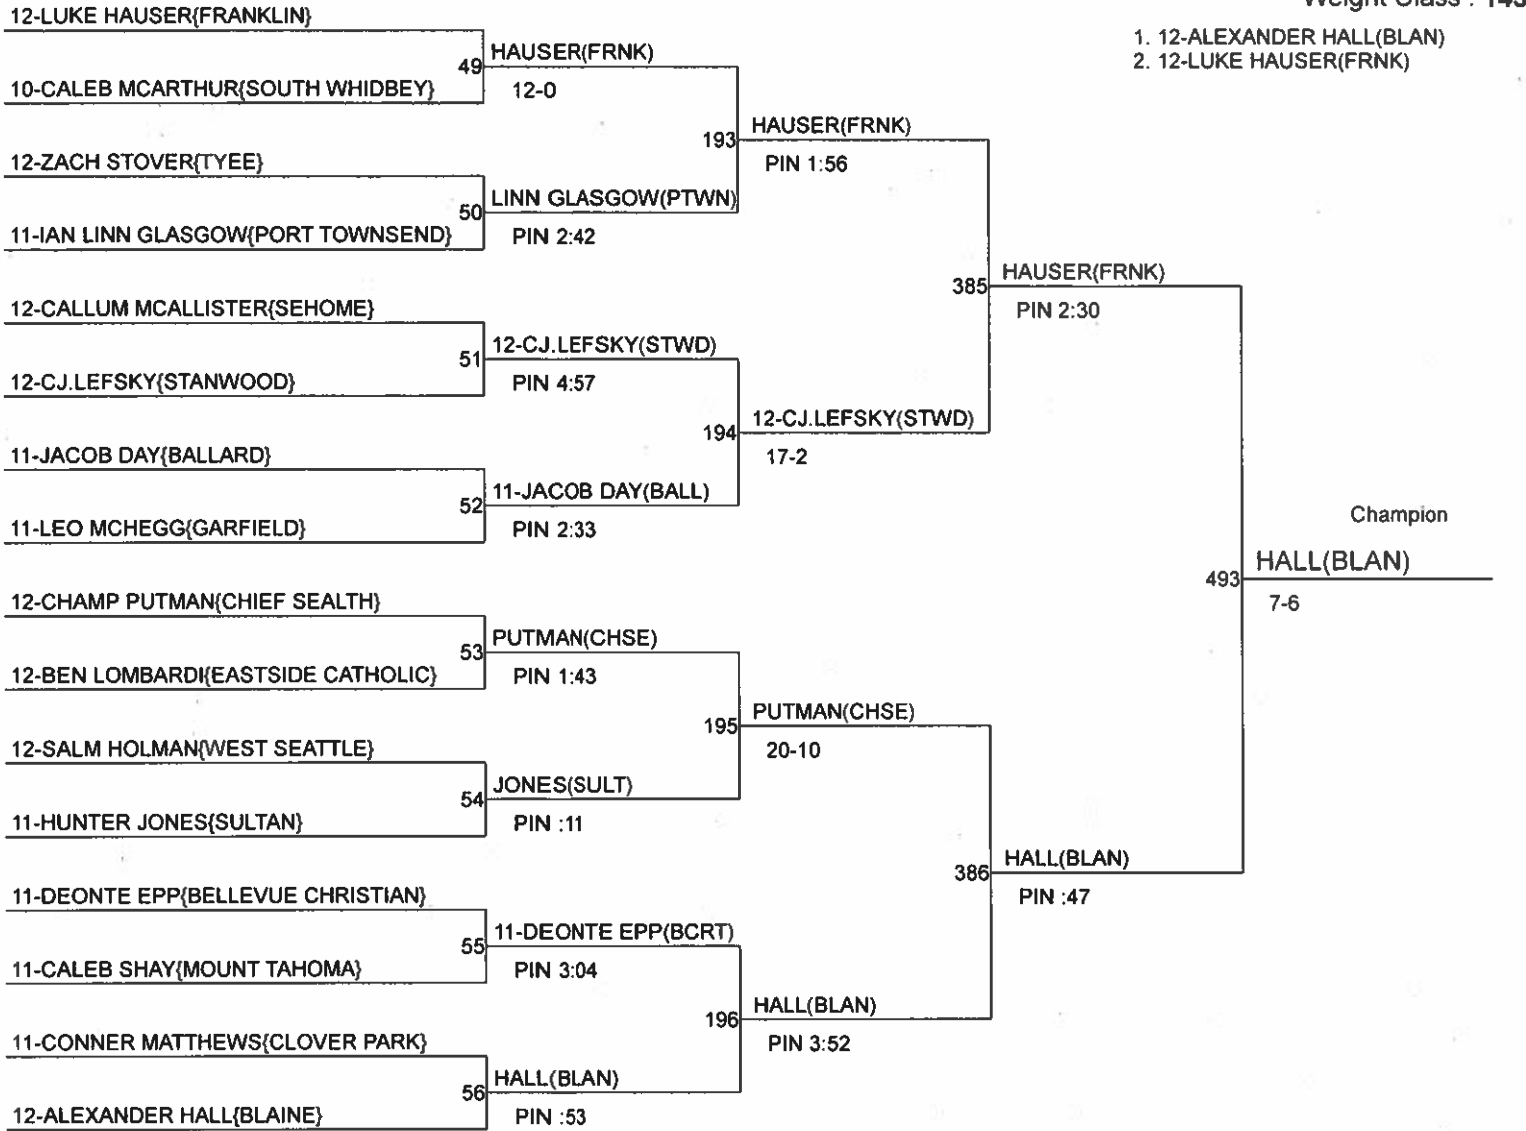 Weight Class :
1. 12-ALEXANDER HALL(BLAN)
2. 12-LUKE HAUSER(FRNK)
12-LUKE HAUSER{FRANKLIN}
49 HAUSER(FRNK)
10-CALEB MCARTHUR{SOUTH WHIDBEY} 12-0
193 HAUSER(FRNK)
12-ZACH STOVER{TYEE} PIN 1:56
50 LINN GLASGOW(PTWN)
11-IAN LINN GLASGOW{PORT TOWNSEND} PIN 2:42
385 HAUSER(FRNK)
12-CALLUM MCALLISTER{SEHOME} PIN 2:30
51 12-CJ.LEFSKY(STWD)
12-CJ.LEFSKY{STANWOOD} PIN 4:57
194 12-CJ.LEFSKY(STWD)
11-JACOB DAY{BALLARD} 17-2
52 11-JACOB DAY(BALL)
11-LEO MCHEGG{GARFIELD} PIN 2:33
Champion
493 HALL(BLAN)
12-CHAMP PUTMAN{CHIEF SEALTH} 7-6
53 PUTMAN(CHSE)
12-BEN LOMBARDI{EASTSIDE CATHOLIC} PIN 1:43
195 PUTMAN(CHSE)
12-SALM HOLMAN{WEST SEATTLE} 20-10
54 JONES(SULT)
11-HUNTER JONES{SULTAN} PIN :11
386 HALL(BLAN)
11-DEONTE EPP{BELLEVUE CHRISTIAN} PIN :47
55 11-DEONTE EPP(BCRT)
11-CALEB SHAY{MOUNT TAHOMA} PIN 3:04
196 HALL(BLAN)
11-CONNER MATTHEWS{CLOVER PARK} PIN 3:52
56 HALL(BLAN)
12-ALEXANDER HALL{BLAINE} PIN :53